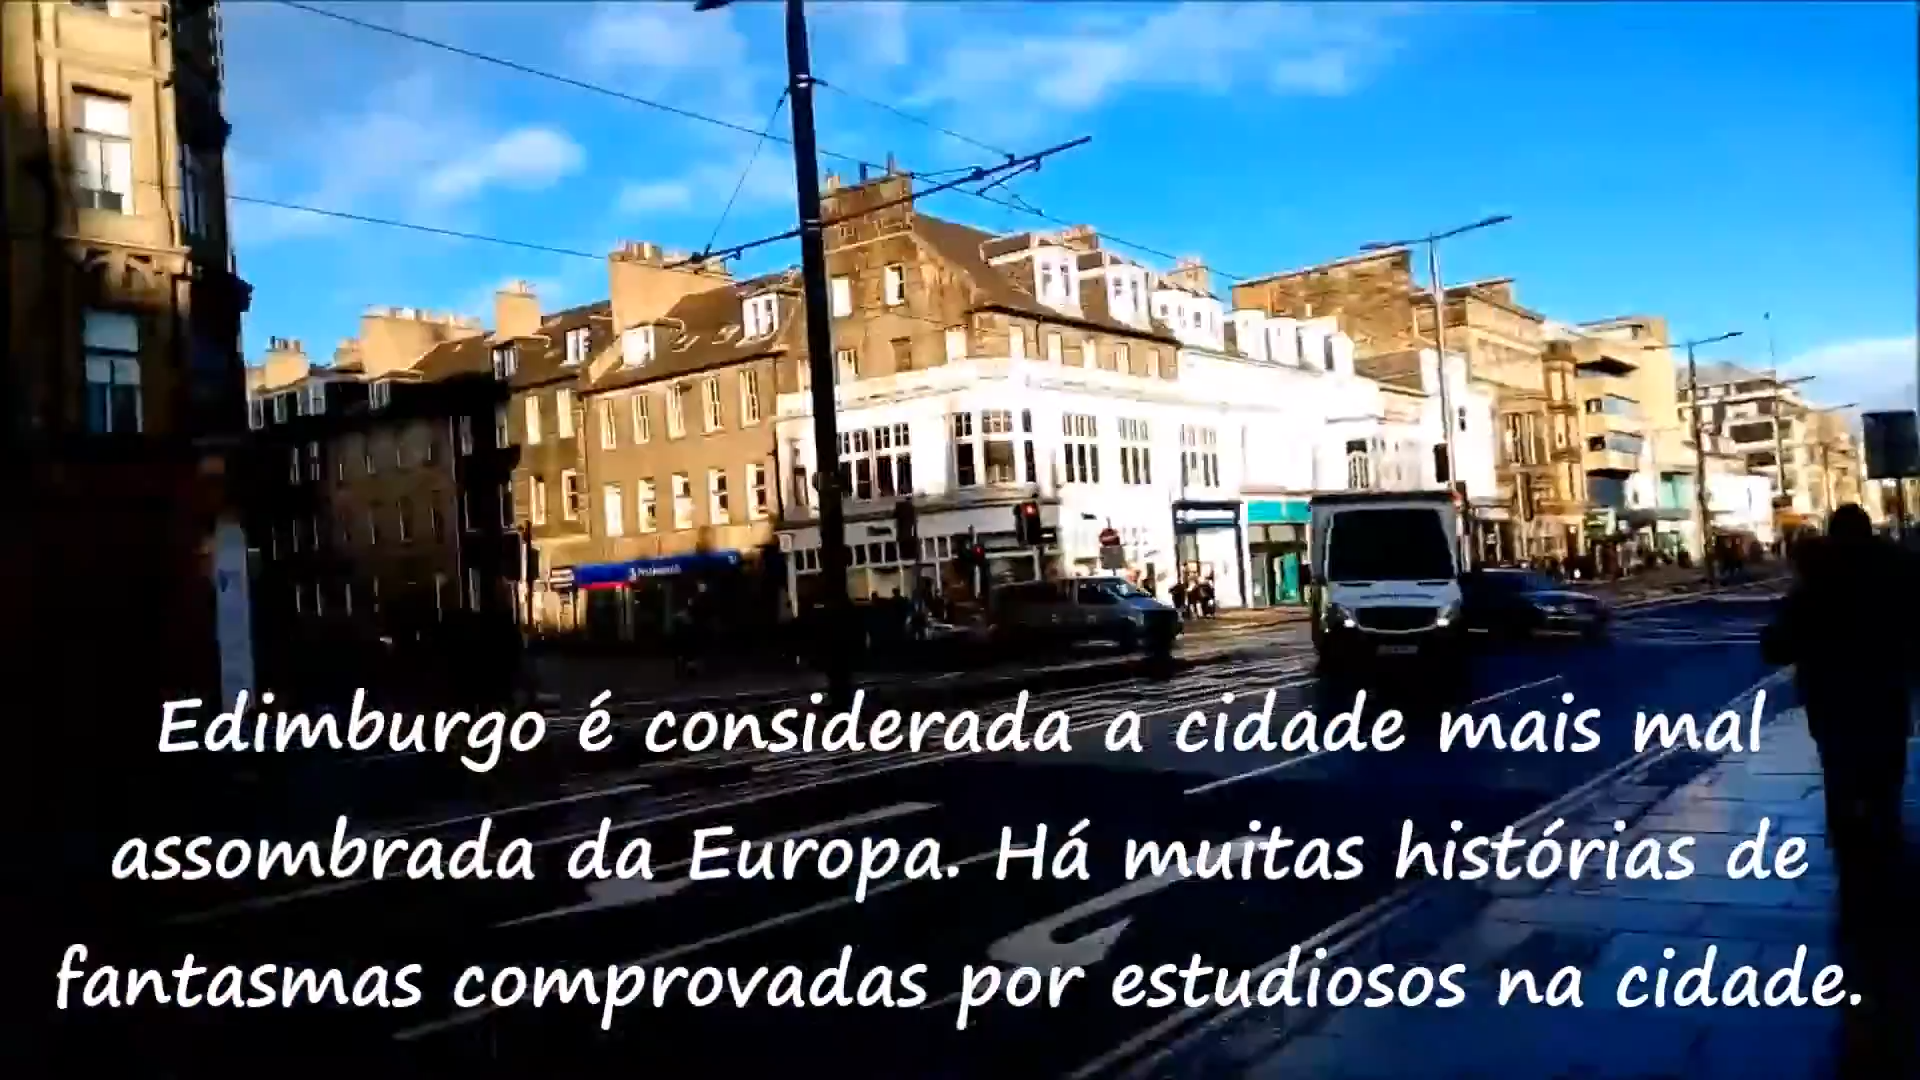 Edimburgo é considerada a cidade mais mal
assombrada da Europa. Há muitas histórias de
fantasmas comprovadas por estudiosos na cidade.